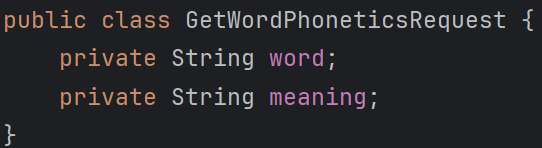 public class GetWordPhoneticsRequest {
    private String word;
    private String meaning;
}